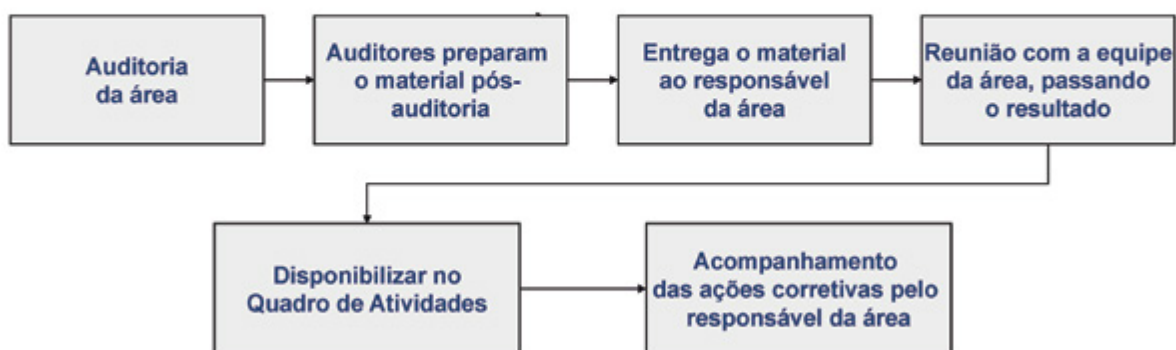 Auditoria
da área
Auditores preparam
o material pós-
auditoria
Entrega o material
ao responsável
da área
Reunião com a equipe
da área, passando
o resultado
Disponibilizar no
Quadro de Atividades
Acompanhamento
das ações corretivas pelo
responsável da área